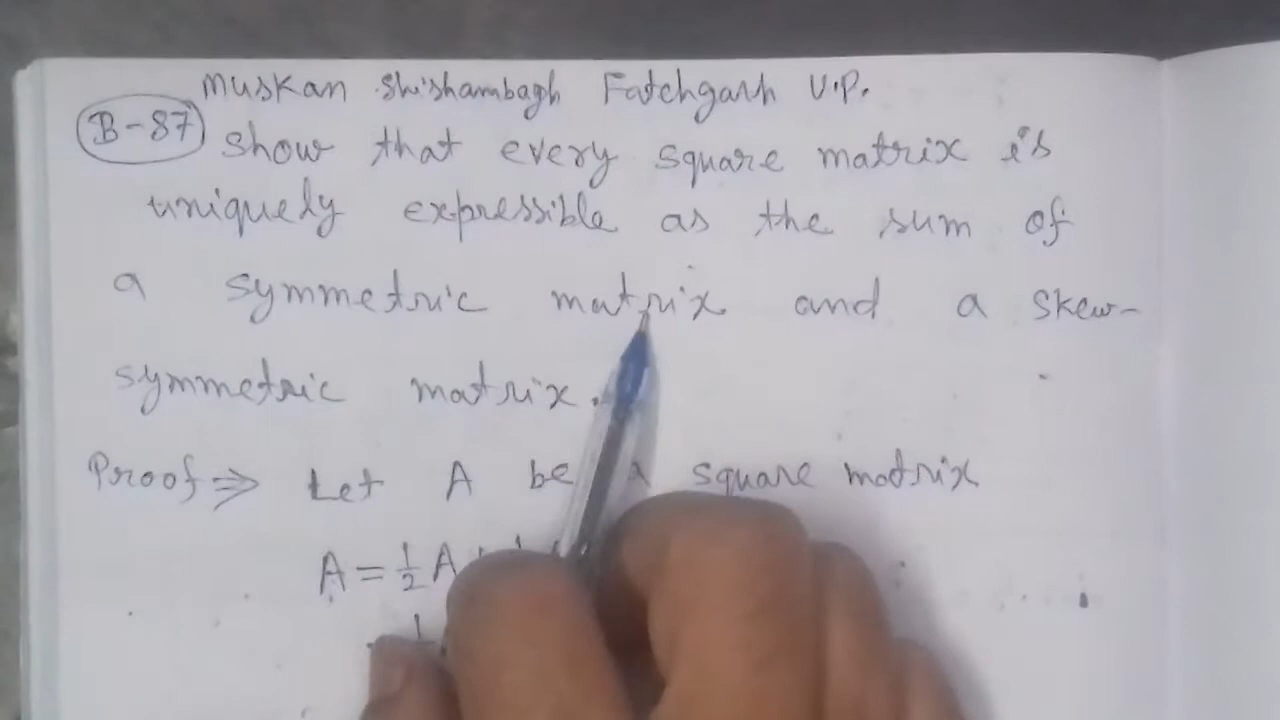 Muskan Shishambagh Fatehgarh U.P.
B-87 Show that every square matrix is
uniquely expressible as the sum of
a symmetric matrix and a skew-
symmetric matrix.
Proof ⇒ Let A be a square matrix
A = 1/2 A